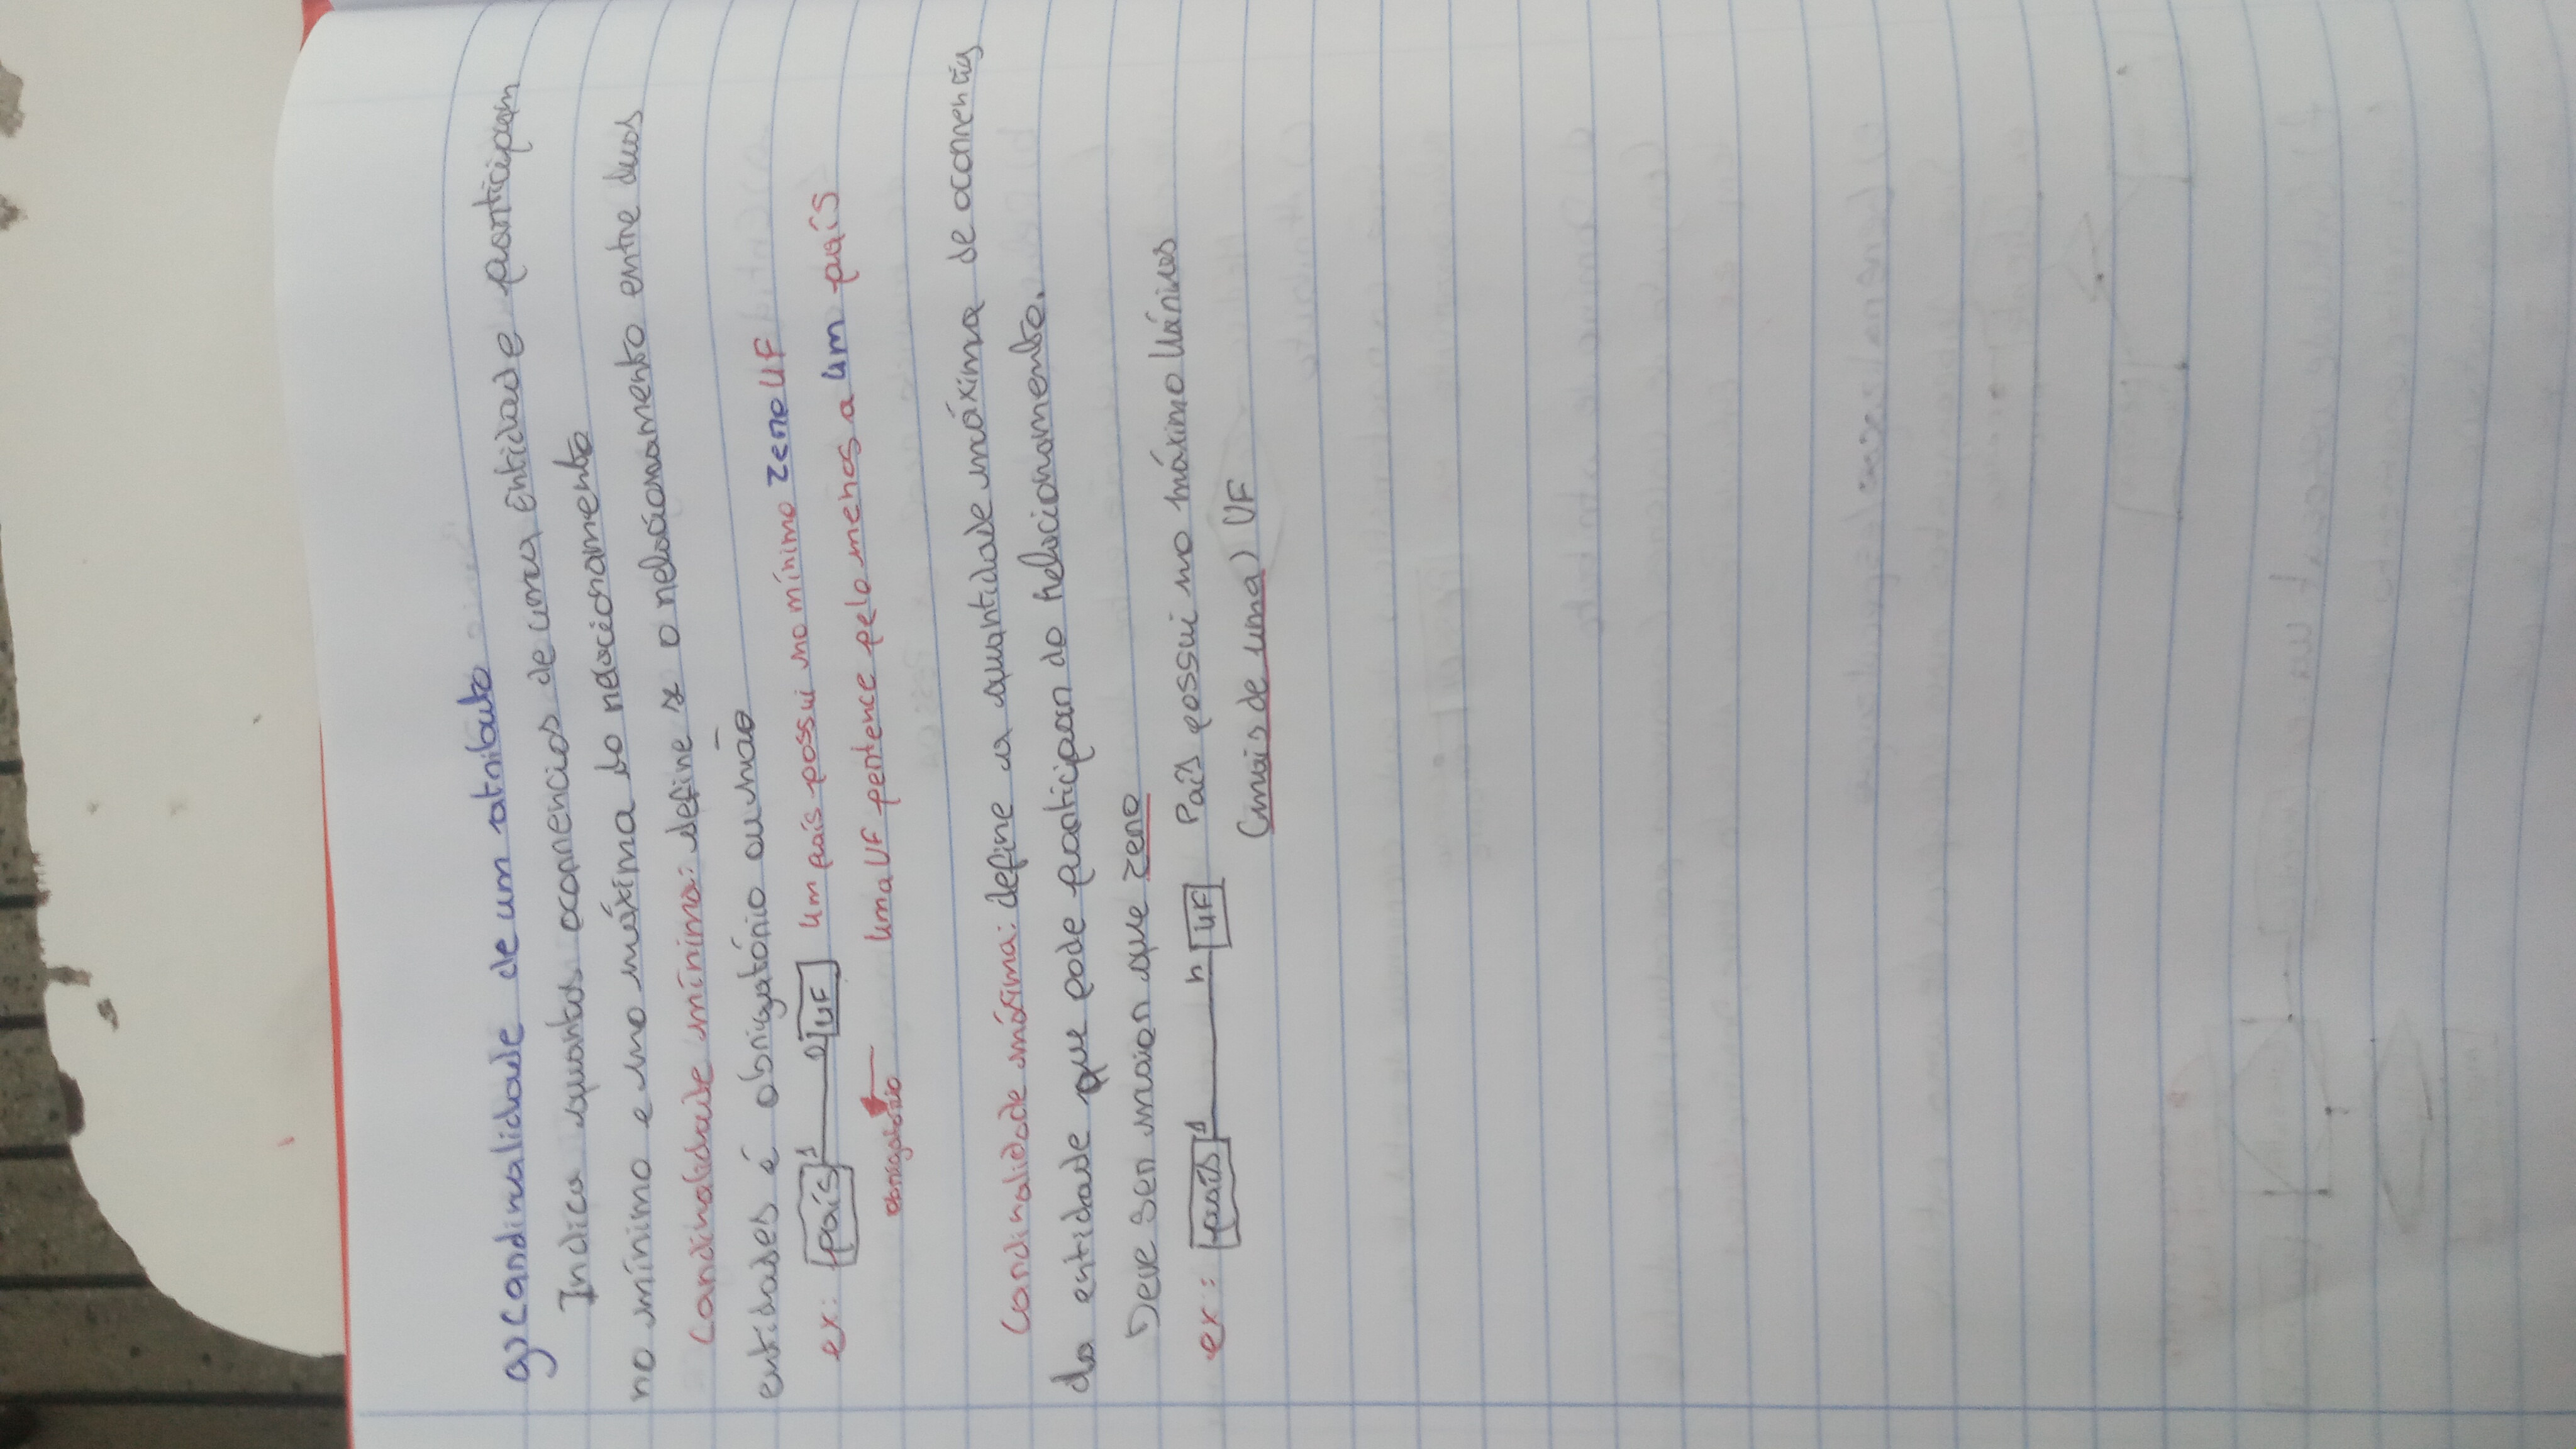 g) cardinalidade de um atributo
Indica quantas ocorrencias de uma entidade participam
no mínimo e no máxima do relacionamento
Cardinalidade mínima: define se o relacionamento entre duas
entidades é obrigatório ou não
ex: país 1 0 UF um país possui no mínimo zero UF
obrigatório uma UF pertence pelo menos a um país
Cardinalidade máxima: define a quantidade máxima de ocorrencias
da entidade que pode participar do relacionamento.
Deve ser maior que zero
ex: país 1 n UF País possui no máximo Várias
(mais de uma) UF